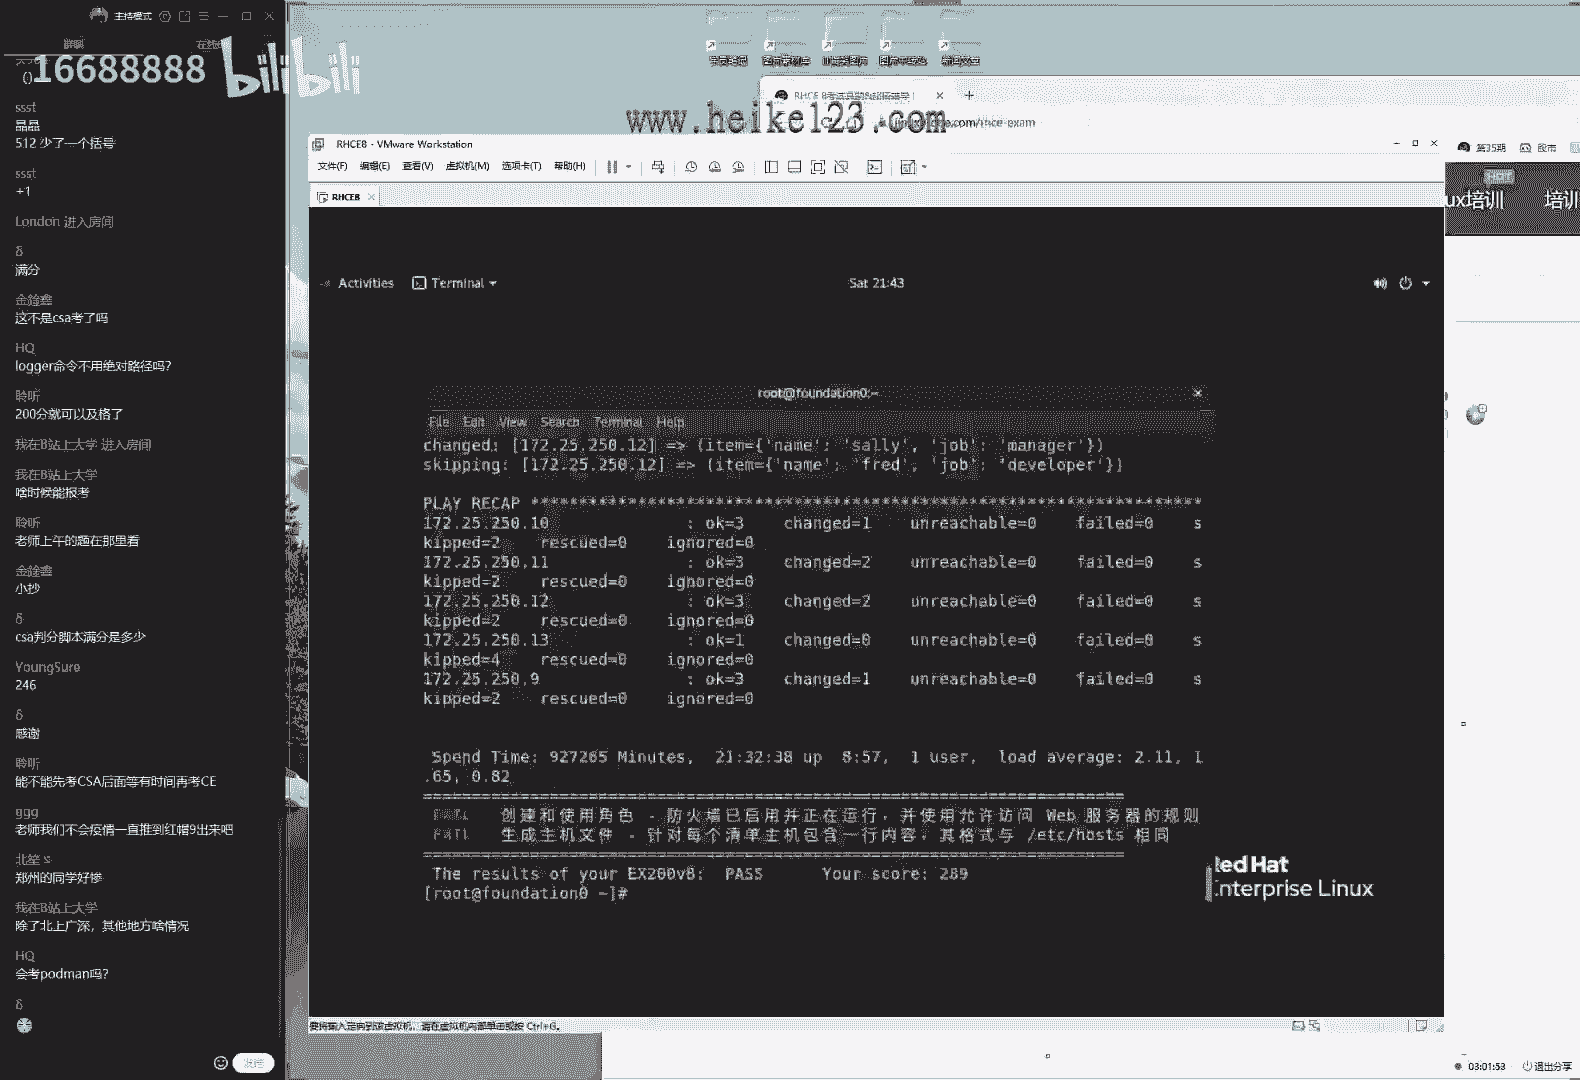 主持模式
16688888
bilibili
ssst
晶晶
512 少了一个括号
ssst
+1
London 进入房间
δ
满分
金鑫鑫
这不是csa考了吗
HQ
logger命令不用绝对路径吗?
聆听
200分就可以及格了
我在B站上大学 进入房间
我在B站上大学
啥时候能报考
聆听
老师上午的题在那里看
金鑫鑫
小抄
δ
csa判分脚本满分是多少
YoungSure
246
δ
感谢
聆听
能不能先考CSA后面等有时间再考CE
ggg
老师我们不会疫情一直推到红帽9出来吧
北笙 s
郑州的同学好惨
我在B站上大学
除了北上广深，其他地方啥情况
HQ
会考podman吗?
δ
www.heike123.com
.com/rhce-exam
RHCE8 - VMware Workstation
文件(F) 编辑(E) 查看(V) 虚拟机(M) 选项卡(T) 帮助(H)
RHCE8
第35期 股市
HOT
ux培训 培训
Activities Terminal Sat 21:43
root@foundation0:~
File Edit View Search Terminal Help
changed: [172.25.250.12] => (item={'name': 'sally', 'job': 'manager'})
skipping: [172.25.250.12] => (item={'name': 'fred', 'job': 'developer'})
PLAY RECAP *********************************************************************
172.25.250.10 : ok=3 changed=1 unreachable=0 failed=0 s
kipped=2 rescued=0 ignored=0
172.25.250.11 : ok=3 changed=2 unreachable=0 failed=0 s
kipped=2 rescued=0 ignored=0
172.25.250.12 : ok=3 changed=2 unreachable=0 failed=0 s
kipped=2 rescued=0 ignored=0
172.25.250.13 : ok=1 changed=0 unreachable=0 failed=0 s
kipped=4 rescued=0 ignored=0
172.25.250.9 : ok=3 changed=1 unreachable=0 failed=0 s
kipped=2 rescued=0 ignored=0
Spend Time: 927265 Minutes, 21:32:38 up 8:57, 1 user, load average: 2.11, 1
.65, 0.82
创建和使用角色 - 防火墙已启用并正在运行，并使用允许访问 Web 服务器的规则
生成主机文件 - 针对每个清单主机包含一行内容，其格式与 /etc/hosts 相同
The results of your EX200v8: PASS Your score: 289
[root@foundation0 ~]#
Red Hat
Enterprise Linux
要将输入定向到该虚拟机，请在虚拟机内部单击或按 Ctrl+G。
03:01:53 退出分享